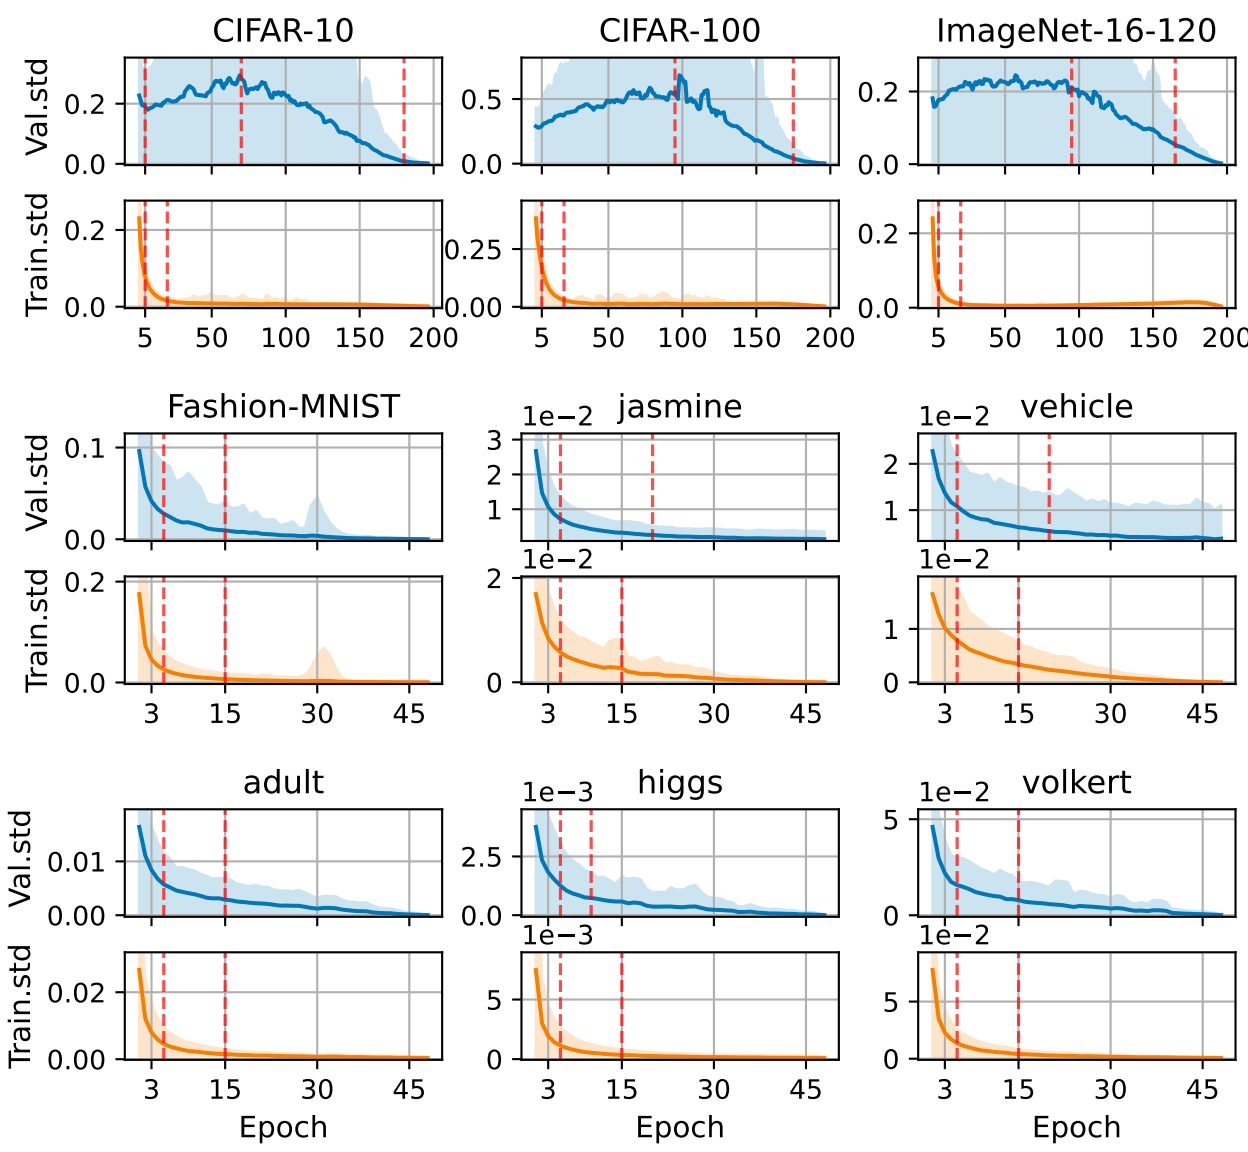 CIFAR-10 CIFAR-100 ImageNet-16-120
Val.std
0.2
0.0
0.5
0.0
0.2
0.0
Train.std
0.2
0.0
0.25
0.00
0.2
0.0
5 50 100 150 200 5 50 100 150 200 5 50 100 150 200
Fashion-MNIST 1e−2 jasmine 1e−2 vehicle
Val.std
0.1
0.0
3
2
1
2
1
1e−2 1e−2
Train.std
0.2
0.0
2
0
1
0
3 15 30 45 3 15 30 45 3 15 30 45
adult 1e−3 higgs 1e−2 volkert
Val.std
0.01
0.00
2.5
0.0
5
0
1e−3 1e−2
Train.std
0.02
0.00
5
0
5
0
3 15 30 45 3 15 30 45 3 15 30 45
Epoch Epoch Epoch